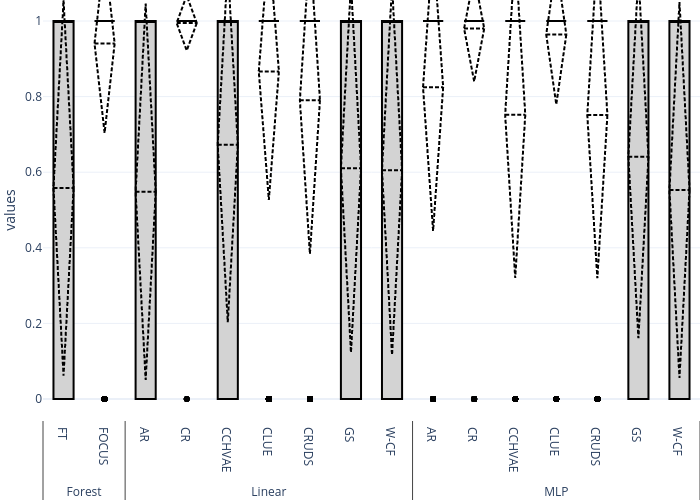 1
0.8
0.6
0.4
0.2
0
values
FT
FOCUS
AR
CR
CCHVAE
CLUE
CRUDS
GS
W-CF
AR
CR
CCHVAE
CLUE
CRUDS
GS
W-CF
Forest
Linear
MLP